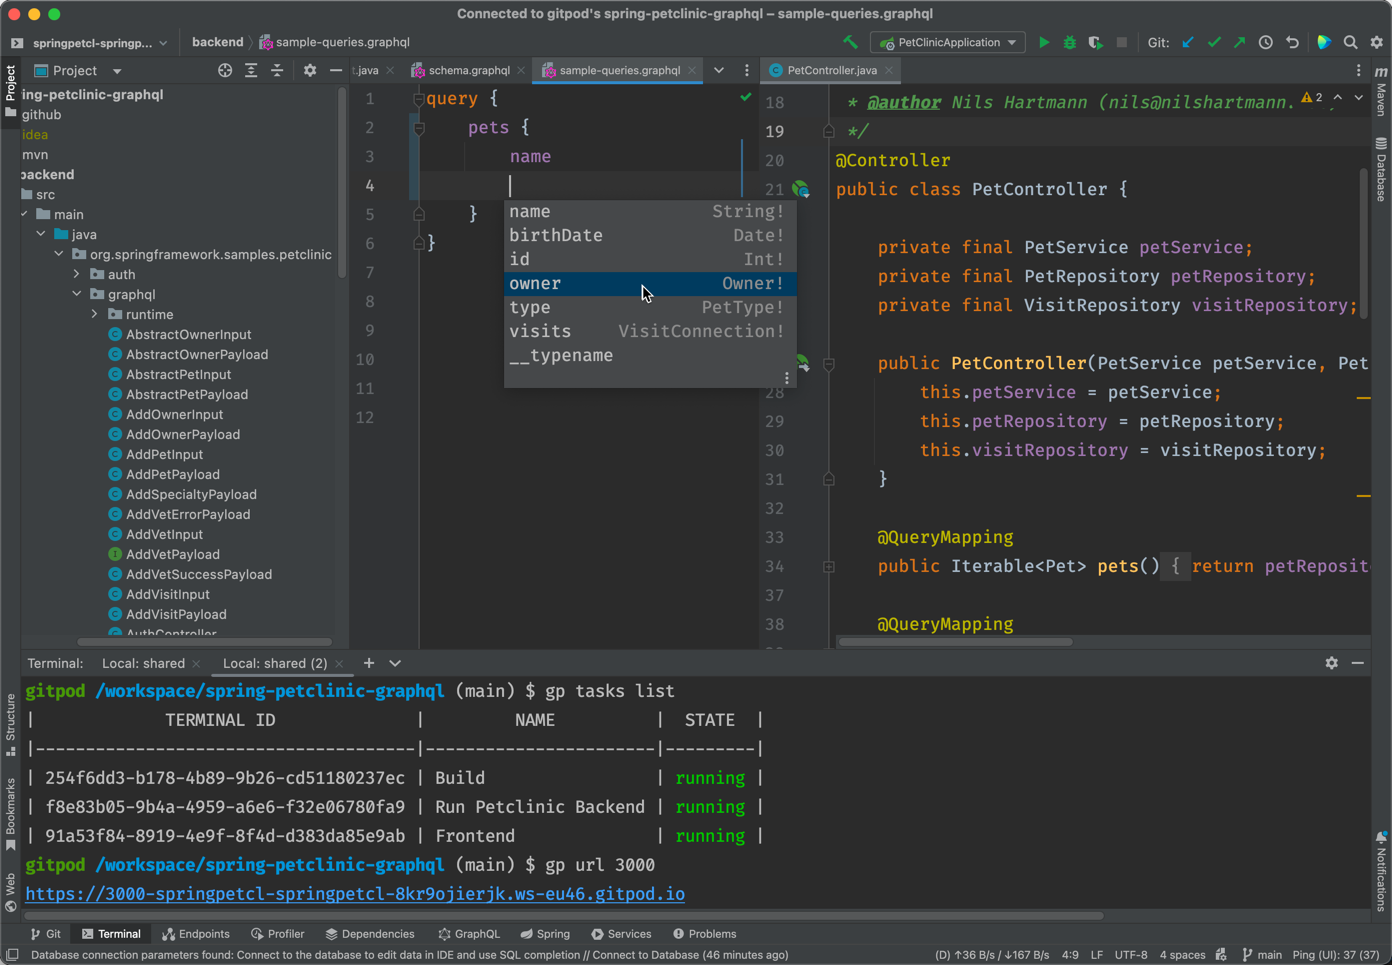 Connected to gitpod's spring-petclinic-graphql – sample-queries.graphql
springpetcl-springp...
backend
sample-queries.graphql
PetClinicApplication
Git:
Project
Project
t.java
schema.graphql
sample-queries.graphql
PetController.java
m
Maven
Database
Notifications
ing-petclinic-graphql
github
idea
mvn
backend
src
main
java
org.springframework.samples.petclinic
auth
graphql
runtime
AbstractOwnerInput
AbstractOwnerPayload
AbstractPetInput
AbstractPetPayload
AddOwnerInput
AddOwnerPayload
AddPetInput
AddPetPayload
AddSpecialtyPayload
AddVetErrorPayload
AddVetInput
AddVetPayload
AddVetSuccessPayload
AddVisitInput
AddVisitPayload
AuthController
1 query {
2 pets {
3 name
4
5 }
6 }
7
8
9
10
11
12
name String!
birthDate Date!
id Int!
owner Owner!
type PetType!
visits VisitConnection!
__typename
18 * @author Nils Hartmann (nils@nilshartmann. 2
19 */
20 @Controller
21 public class PetController {
private final PetService petService;
private final PetRepository petRepository;
private final VisitRepository visitRepository;
public PetController(PetService petService, Pet
28 this.petService = petService;
29 this.petRepository = petRepository;
30 this.visitRepository = visitRepository;
31 }
32
33 @QueryMapping
34 public Iterable<Pet> pets() { return petReposit
37
38 @QueryMapping
Terminal: Local: shared Local: shared (2)
gitpod /workspace/spring-petclinic-graphql (main) $ gp tasks list
| TERMINAL ID | NAME | STATE |
|-------------------------------------|-----------------------|---------|
| 254f6dd3-b178-4b89-9b26-cd51180237ec | Build | running |
| f8e83b05-9b4a-4959-a6e6-f32e06780fa9 | Run Petclinic Backend | running |
| 91a53f84-8919-4e9f-8f4d-d383da85e9ab | Frontend | running |
gitpod /workspace/spring-petclinic-graphql (main) $ gp url 3000
https://3000-springpetcl-springpetcl-8kr9ojierjk.ws-eu46.gitpod.io
Structure
Bookmarks
Web
Git Terminal Endpoints Profiler Dependencies GraphQL Spring Services Problems
Database connection parameters found: Connect to the database to edit data in IDE and use SQL completion // Connect to Database (46 minutes ago) (D) ↑36 B/s / ↓167 B/s 4:9 LF UTF-8 4 spaces main Ping (UI): 37 (37)